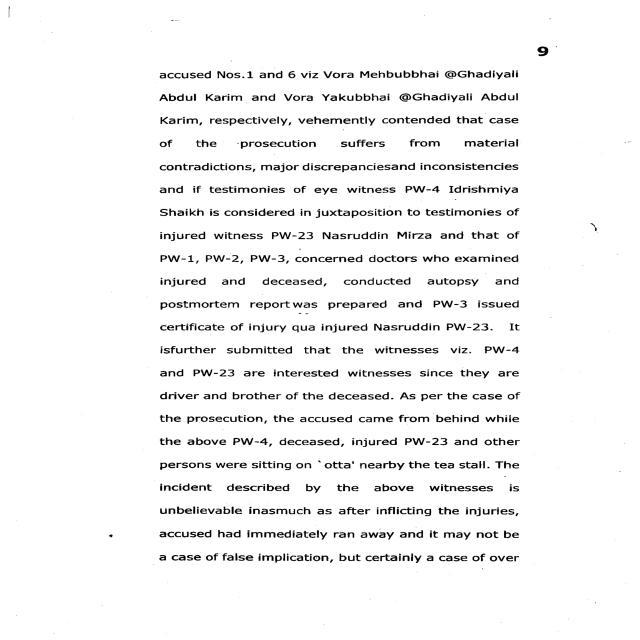 9
accused Nos.1 and 6 viz Vora Mehbubbhai @Ghadiyali
Abdul Karim and Vora Yakubbhai @Ghadiyali Abdul
Karim, respectively, vehemently contended that case
of the prosecution suffers from material
contradictions, major discrepanciesand inconsistencies
and if testimonies of eye witness PW-4 Idrishmiya
Shaikh is considered in juxtaposition to testimonies of
injured witness PW-23 Nasruddin Mirza and that of
PW-1, PW-2, PW-3, concerned doctors who examined
injured and deceased, conducted autopsy and
postmortem report was prepared and PW-3 issued
certificate of injury qua injured Nasruddin PW-23. It
isfurther submitted that the witnesses viz. PW-4
and PW-23 are interested witnesses since they are
driver and brother of the deceased. As per the case of
the prosecution, the accused came from behind while
the above PW-4, deceased, injured PW-23 and other
persons were sitting on `otta' nearby the tea stall. The
incident described by the above witnesses is
unbelievable inasmuch as after inflicting the injuries,
accused had immediately ran away and it may not be
a case of false implication, but certainly a case of over